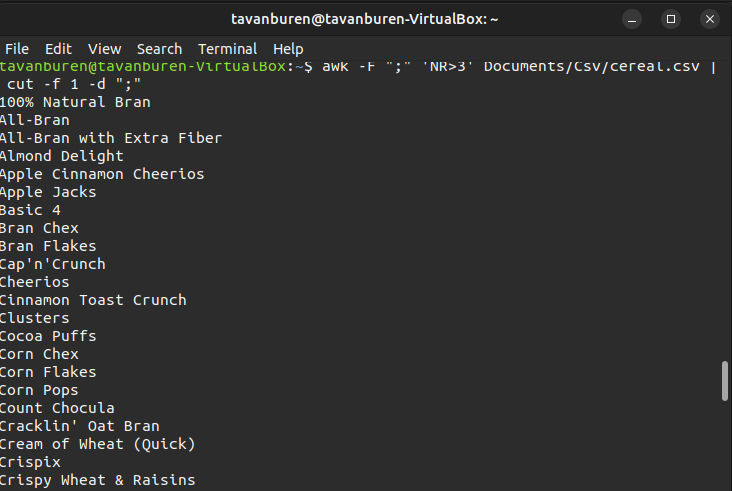 tavanburen@tavanburen-VirtualBox: ~
File Edit View Search Terminal Help
tavanburen@tavanburen-VirtualBox:~$ awk -F ";" 'NR>3' Documents/Csv/cereal.csv |
 cut -f 1 -d ";"
100% Natural Bran
All-Bran
All-Bran with Extra Fiber
Almond Delight
Apple Cinnamon Cheerios
Apple Jacks
Basic 4
Bran Chex
Bran Flakes
Cap'n'Crunch
Cheerios
Cinnamon Toast Crunch
Clusters
Cocoa Puffs
Corn Chex
Corn Flakes
Corn Pops
Count Chocula
Cracklin' Oat Bran
Cream of Wheat (Quick)
Crispix
Crispy Wheat & Raisins